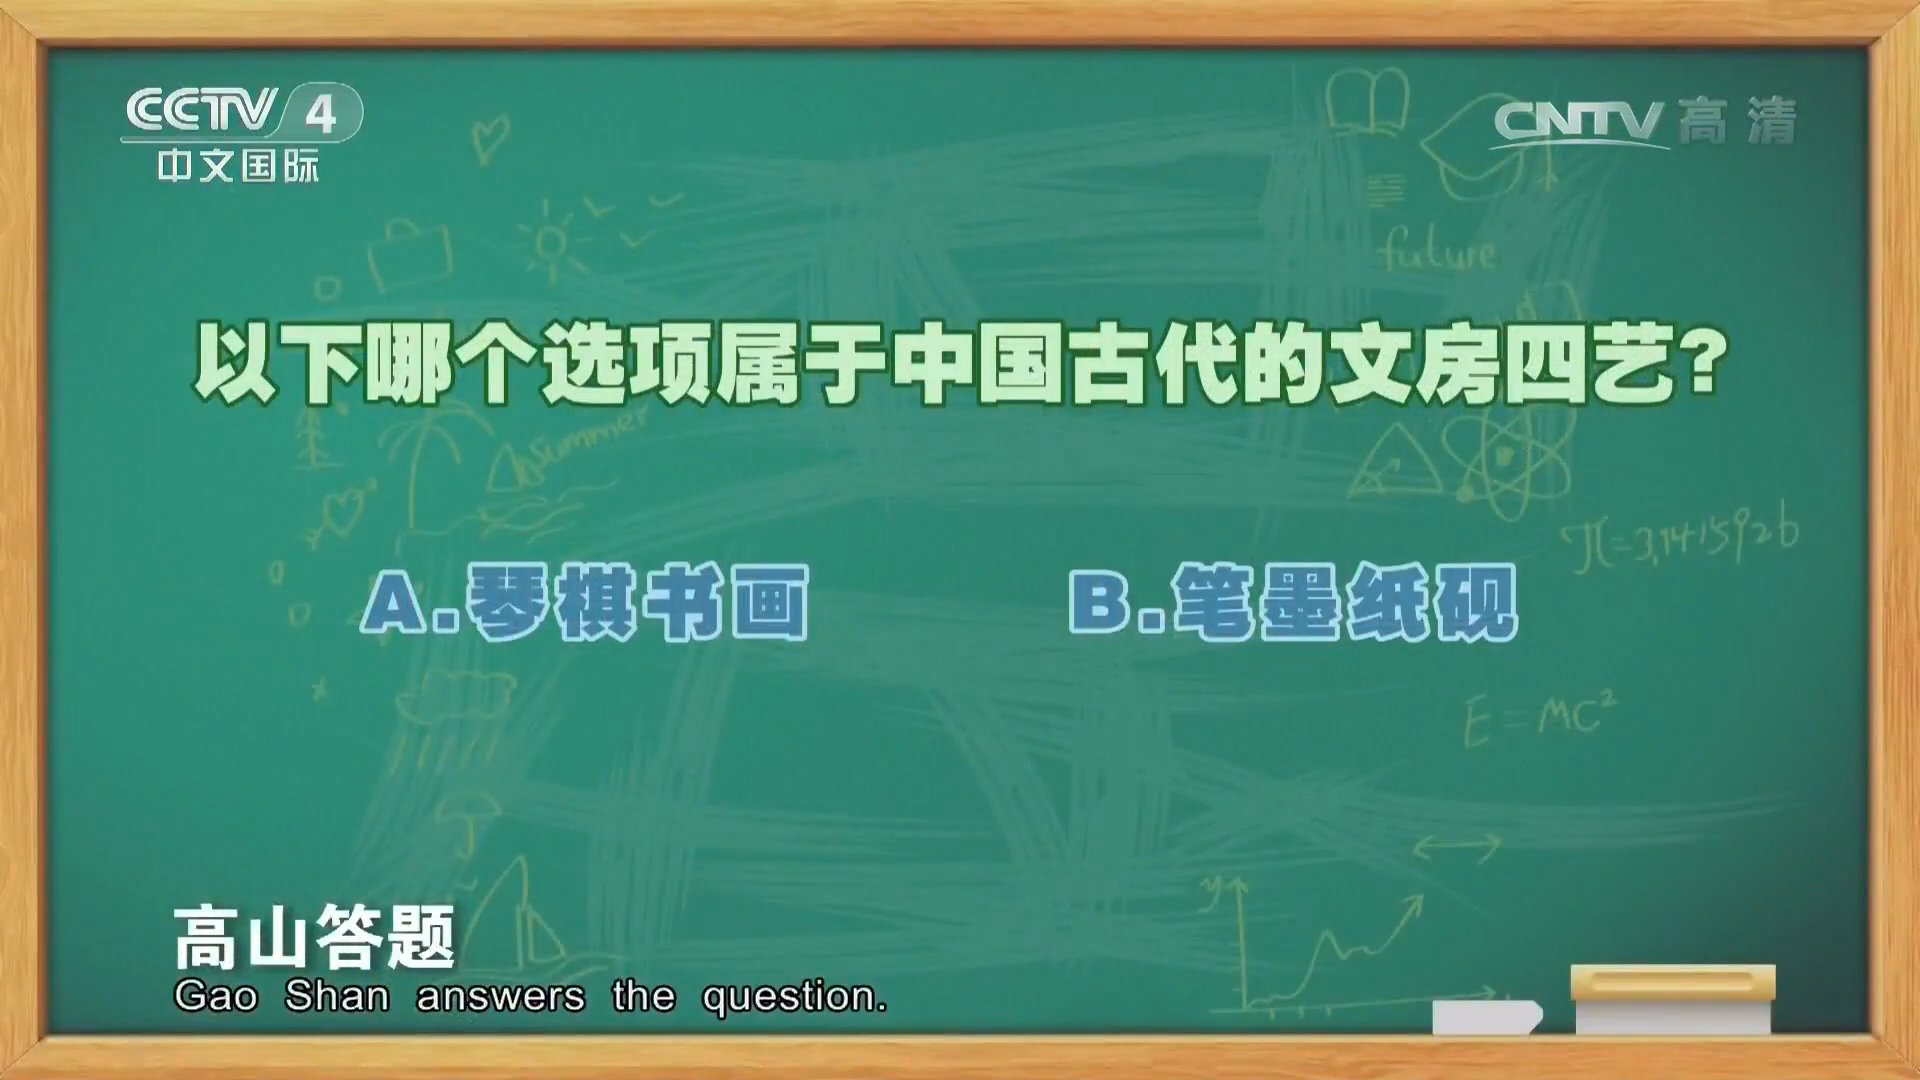 CCTV 4
中文国际
CNTV 高清
future
以下哪个选项属于中国古代的文房四艺?
summer
π=3,1415926
A.琴棋书画
B.笔墨纸砚
E=MC²
y
高山答题
Gao Shan answers the question.